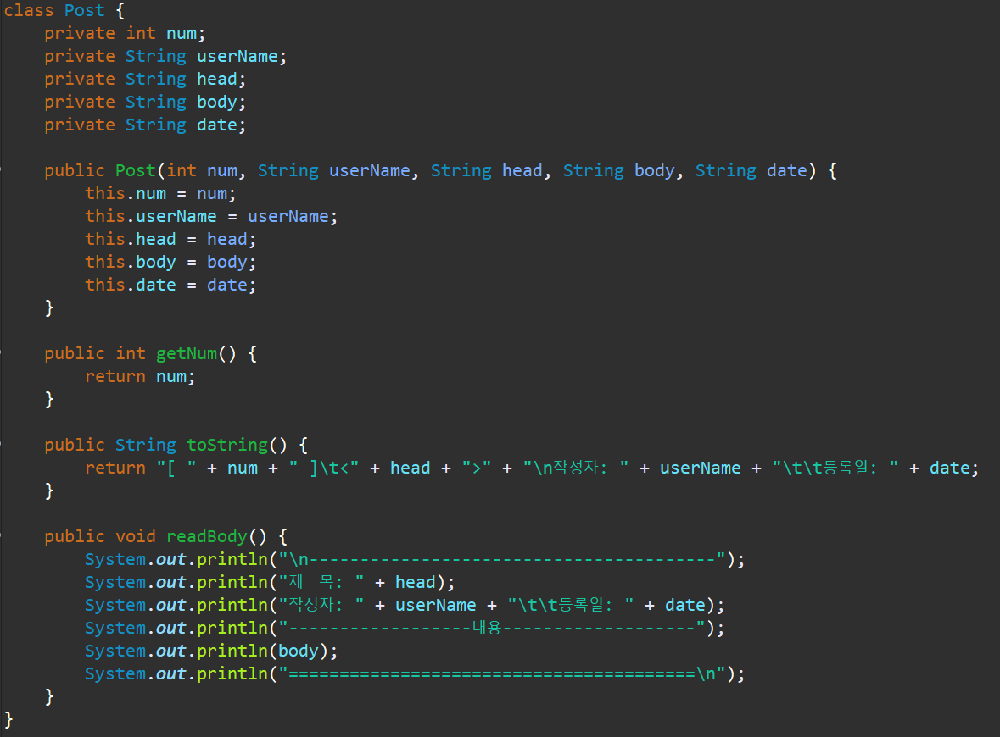 class Post {
    private int num;
    private String userName;
    private String head;
    private String body;
    private String date;
    public Post(int num, String userName, String head, String body, String date) {
        this.num = num;
        this.userName = userName;
        this.head = head;
        this.body = body;
        this.date = date;
    }
    public int getNum() {
        return num;
    }
    public String toString() {
        return "[ " + num + " ]\t<" + head + ">" + "\n작성자: " + userName + "\t\t등록일: " + date;
    }
    public void readBody() {
        System.out.println("\n----------------------------------------");
        System.out.println("제  목: " + head);
        System.out.println("작성자: " + userName + "\t\t등록일: " + date);
        System.out.println("------------------내용-------------------");
        System.out.println(body);
        System.out.println("========================================\n");
    }
}